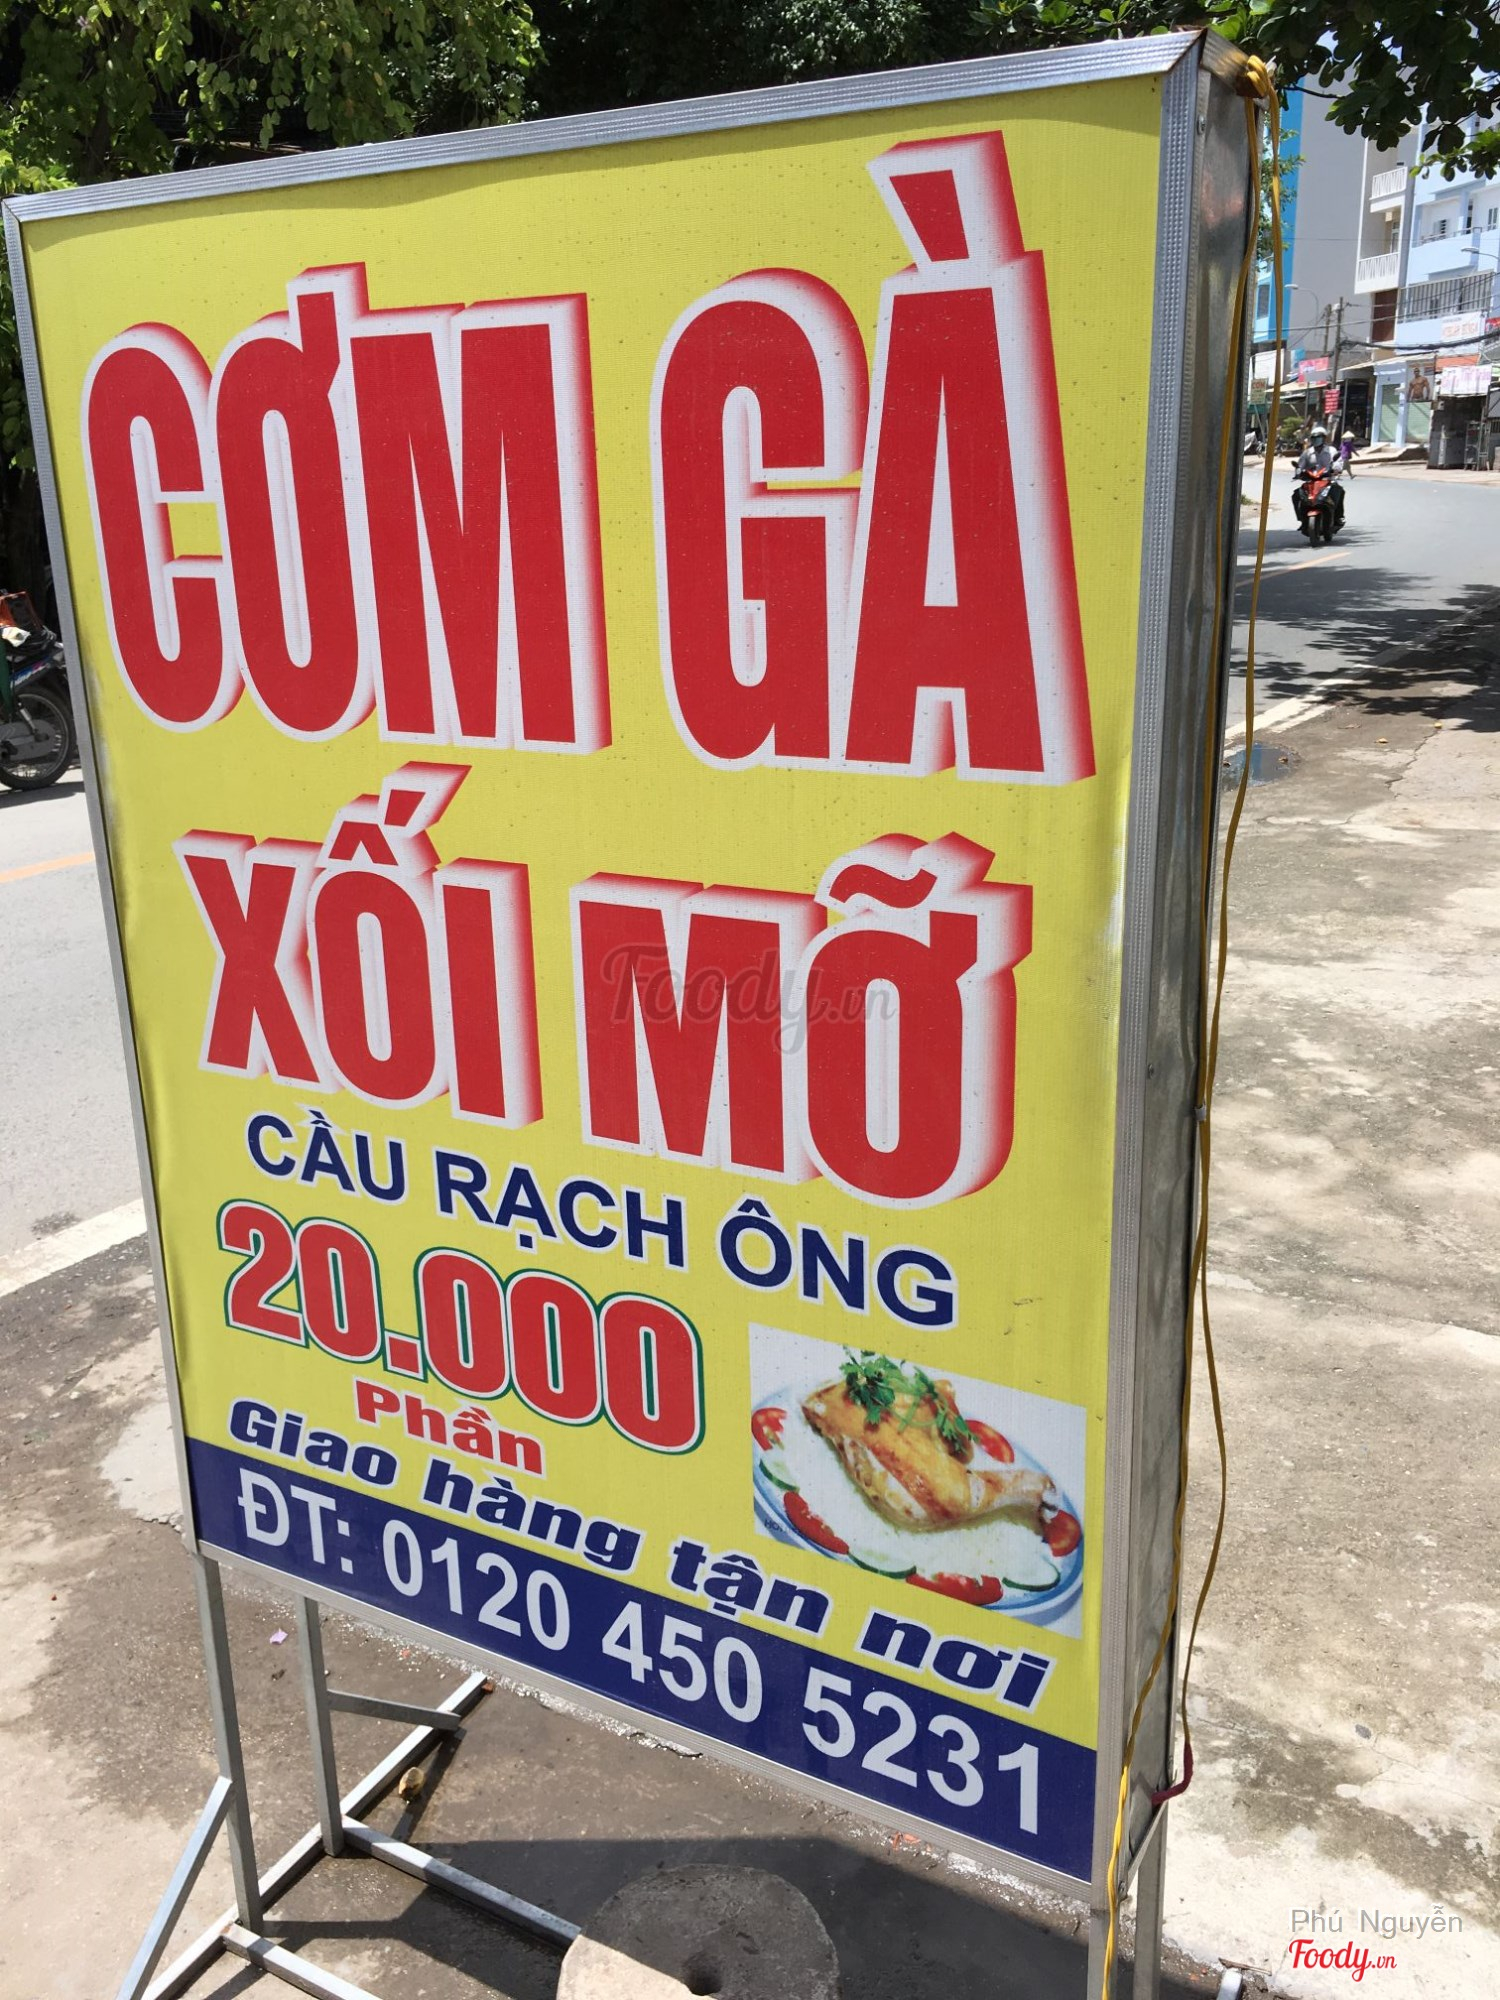 CƠM GÀ
XỐI MỠ
CẦU RẠCH ÔNG
20.000
Phần
Giao hàng tận nơi
ĐT: 0120 450 5231
Foody.vn
Phú Nguyễn
Foody.vn